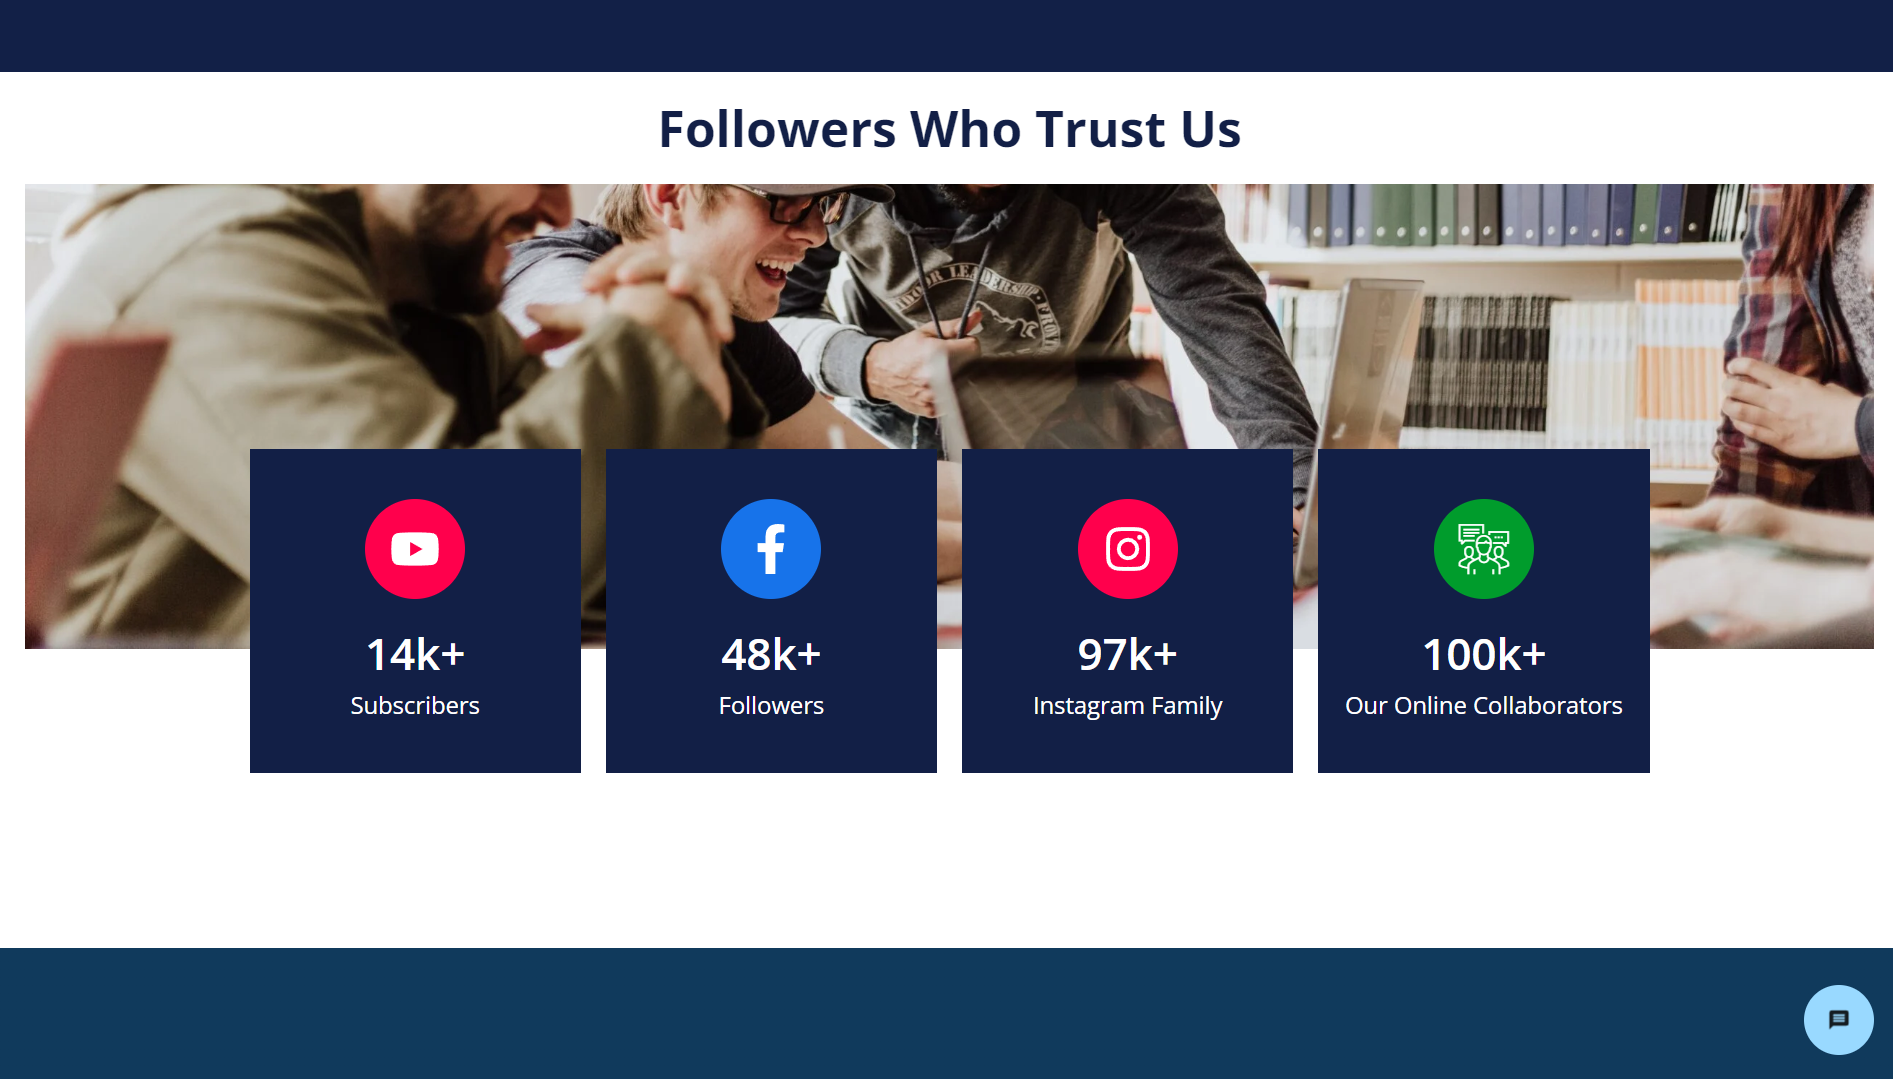 Followers Who Trust Us
14k+
Subscribers
48k+
Followers
97k+
Instagram Family
100k+
Our Online Collaborators